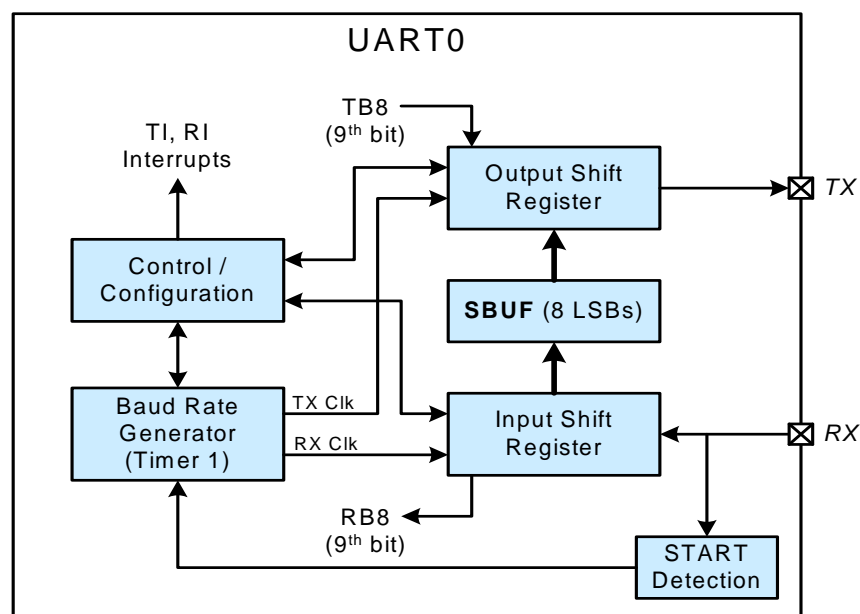 UART0
TB8
(9th bit)
TI, RI
Interrupts
Output Shift
Register
TX
Control /
Configuration
SBUF (8 LSBs)
Baud Rate
Generator
(Timer 1)
TX Clk
RX Clk
Input Shift
Register
RX
RB8
(9th bit)
START
Detection